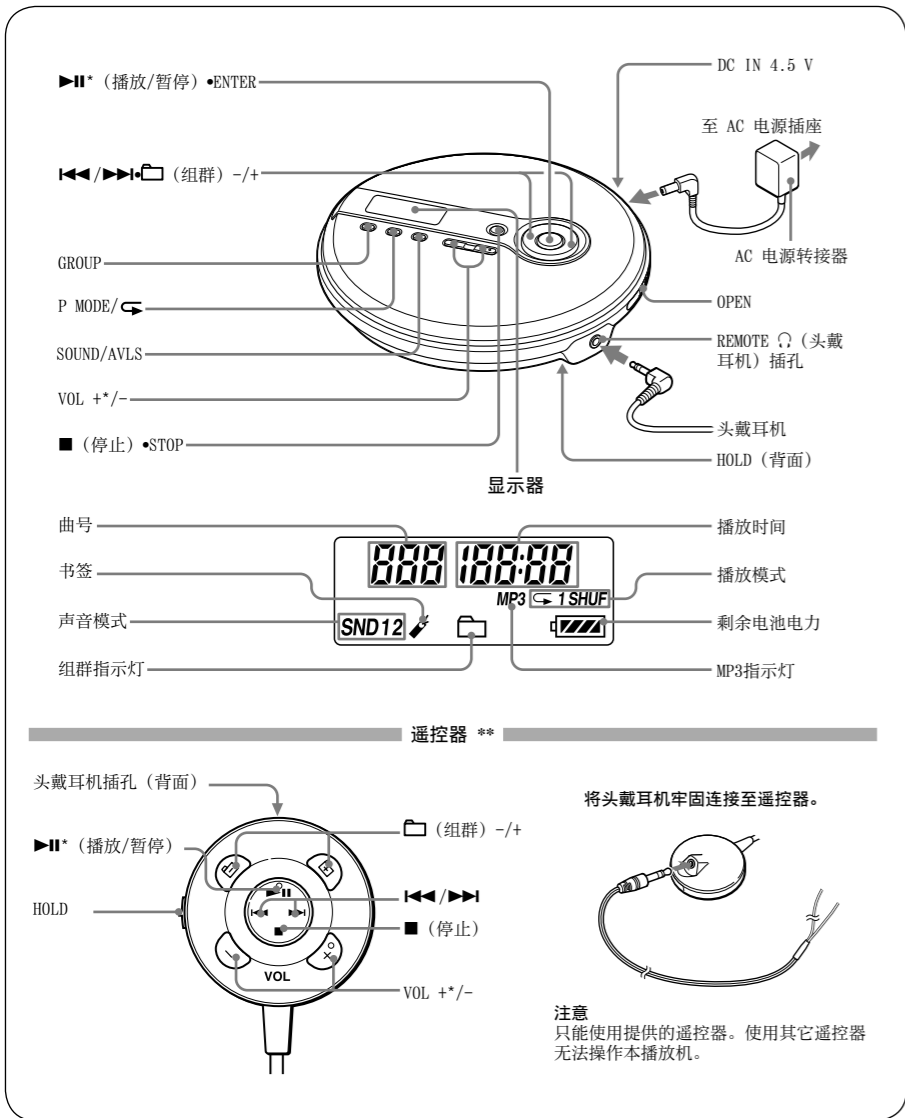 ▶II* （播放/暂停）•ENTER
I◀◀/▶▶I•（组群）-/+
GROUP
P MODE/
SOUND/AVLS
VOL +*/-
■（停止）•STOP
DC IN 4.5 V
至 AC 电源插座
AC 电源转接器
OPEN
REMOTE （头戴
耳机）插孔
头戴耳机
HOLD（背面）
显示器
曲号
书签
声音模式
组群指示灯
888 188:88
MP3 1 SHUF
SND12
播放时间
播放模式
剩余电池电力
MP3指示灯
遥控器 **
头戴耳机插孔（背面）
▶II*（播放/暂停）
HOLD
（组群）-/+
I◀◀/▶▶I
■（停止）
VOL +*/-
▶II
I◀◀ ▶▶I
■
- +
VOL
将头戴耳机牢固连接至遥控器。
注意
只能使用提供的遥控器。使用其它遥控器
无法操作本播放机。